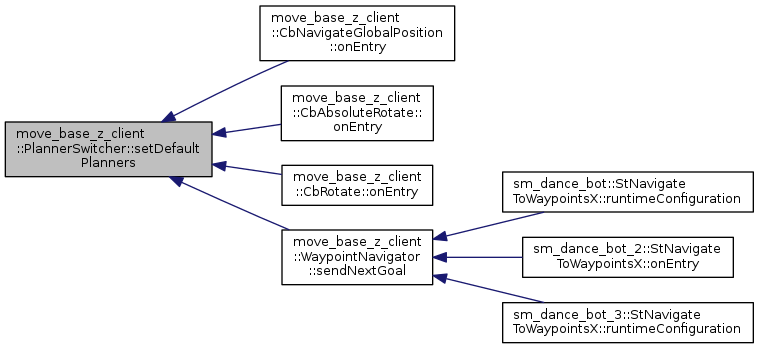 move_base_z_client
::CbNavigateGlobalPosition
::onEntry
move_base_z_client
::PlannerSwitcher::setDefault
Planners
move_base_z_client
::CbAbsoluteRotate::
onEntry
move_base_z_client
::CbRotate::onEntry
move_base_z_client
::WaypointNavigator
::sendNextGoal
sm_dance_bot::StNavigate
ToWaypointsX::runtimeConfiguration
sm_dance_bot_2::StNavigate
ToWaypointsX::onEntry
sm_dance_bot_3::StNavigate
ToWaypointsX::runtimeConfiguration